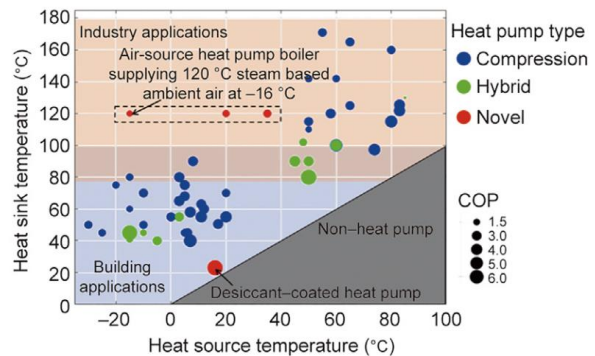 180
160
140
120
100
80
60
40
20
0
Heat sink temperature (°C)
Industry applications
Air-source heat pump boiler
supplying 120 °C steam based
ambient air at –16 °C
Building
applications
Non–heat pump
Desiccant–coated heat pump
–20 0 20 40 60 80 100
Heat source temperature (°C)
Heat pump type
Compression
Hybrid
Novel
COP
1.5
3.0
4.0
5.0
6.0